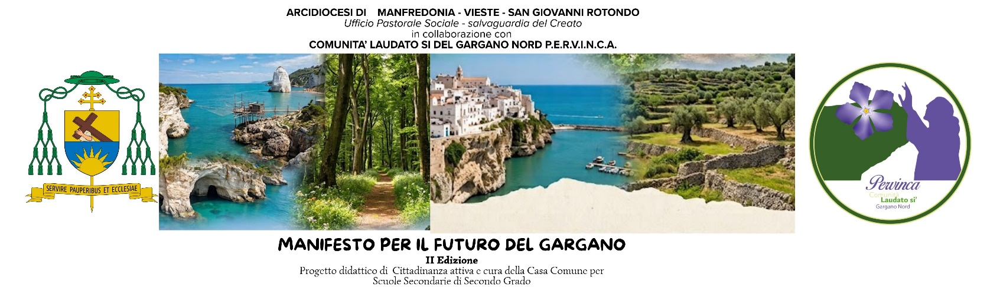 ARCIDIOCESI DI MANFREDONIA - VIESTE - SAN GIOVANNI ROTONDO
Ufficio Pastorale Sociale - salvaguardia del Creato
in collaborazione con
COMUNITA' LAUDATO SI DEL GARGANO NORD P.E.R.V.I.N.C.A.
SERVIRE PAUPERIBUS ET ECCLESIAE
Pervinca
Comunità
Laudato si'
Gargano Nord
MANIFESTO PER IL FUTURO DEL GARGANO
II Edizione
Progetto didattico di Cittadinanza attiva e cura della Casa Comune per
Scuole Secondarie di Secondo Grado